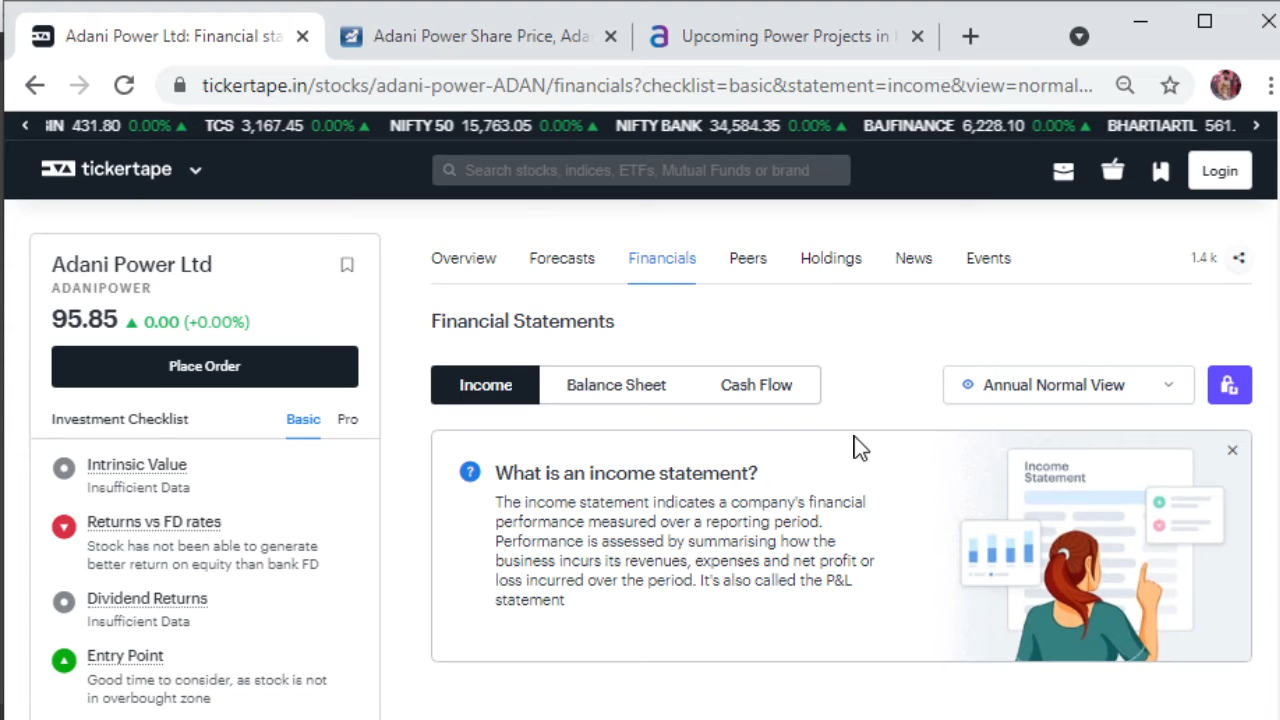 Adani Power Ltd: Financial sta
Adani Power Share Price, Ada
Upcoming Power Projects in
tickertape.in/stocks/adani-power-ADAN/financials?checklist=basic&statement=income&view=normal...
431.80 0.00% ▲ TCS 3,167.45 0.00% ▲ NIFTY 50 15,763.05 0.00% ▲ NIFTY BANK 34,584.35 0.00% ▲ BAJFINANCE 6,228.10 0.00% ▲ BHARTIARTL 561.
tickertape
Search stocks, indices, ETFs, Mutual Funds or brand
Login
Adani Power Ltd
ADANIPOWER
95.85 ▲ 0.00 (+0.00%)
Place Order
Investment Checklist Basic Pro
Intrinsic Value
Insufficient Data
Returns vs FD rates
Stock has not been able to generate
better return on equity than bank FD
Dividend Returns
Insufficient Data
Entry Point
Good time to consider, as stock is not
in overbought zone
Overview Forecasts Financials Peers Holdings News Events 1.4 k
Financial Statements
Income Balance Sheet Cash Flow Annual Normal View
What is an income statement?
The income statement indicates a company's financial
performance measured over a reporting period.
Performance is assessed by summarising how the
business incurs its revenues, expenses and net profit or
loss incurred over the period. It's also called the P&L
statement
Income
Statement